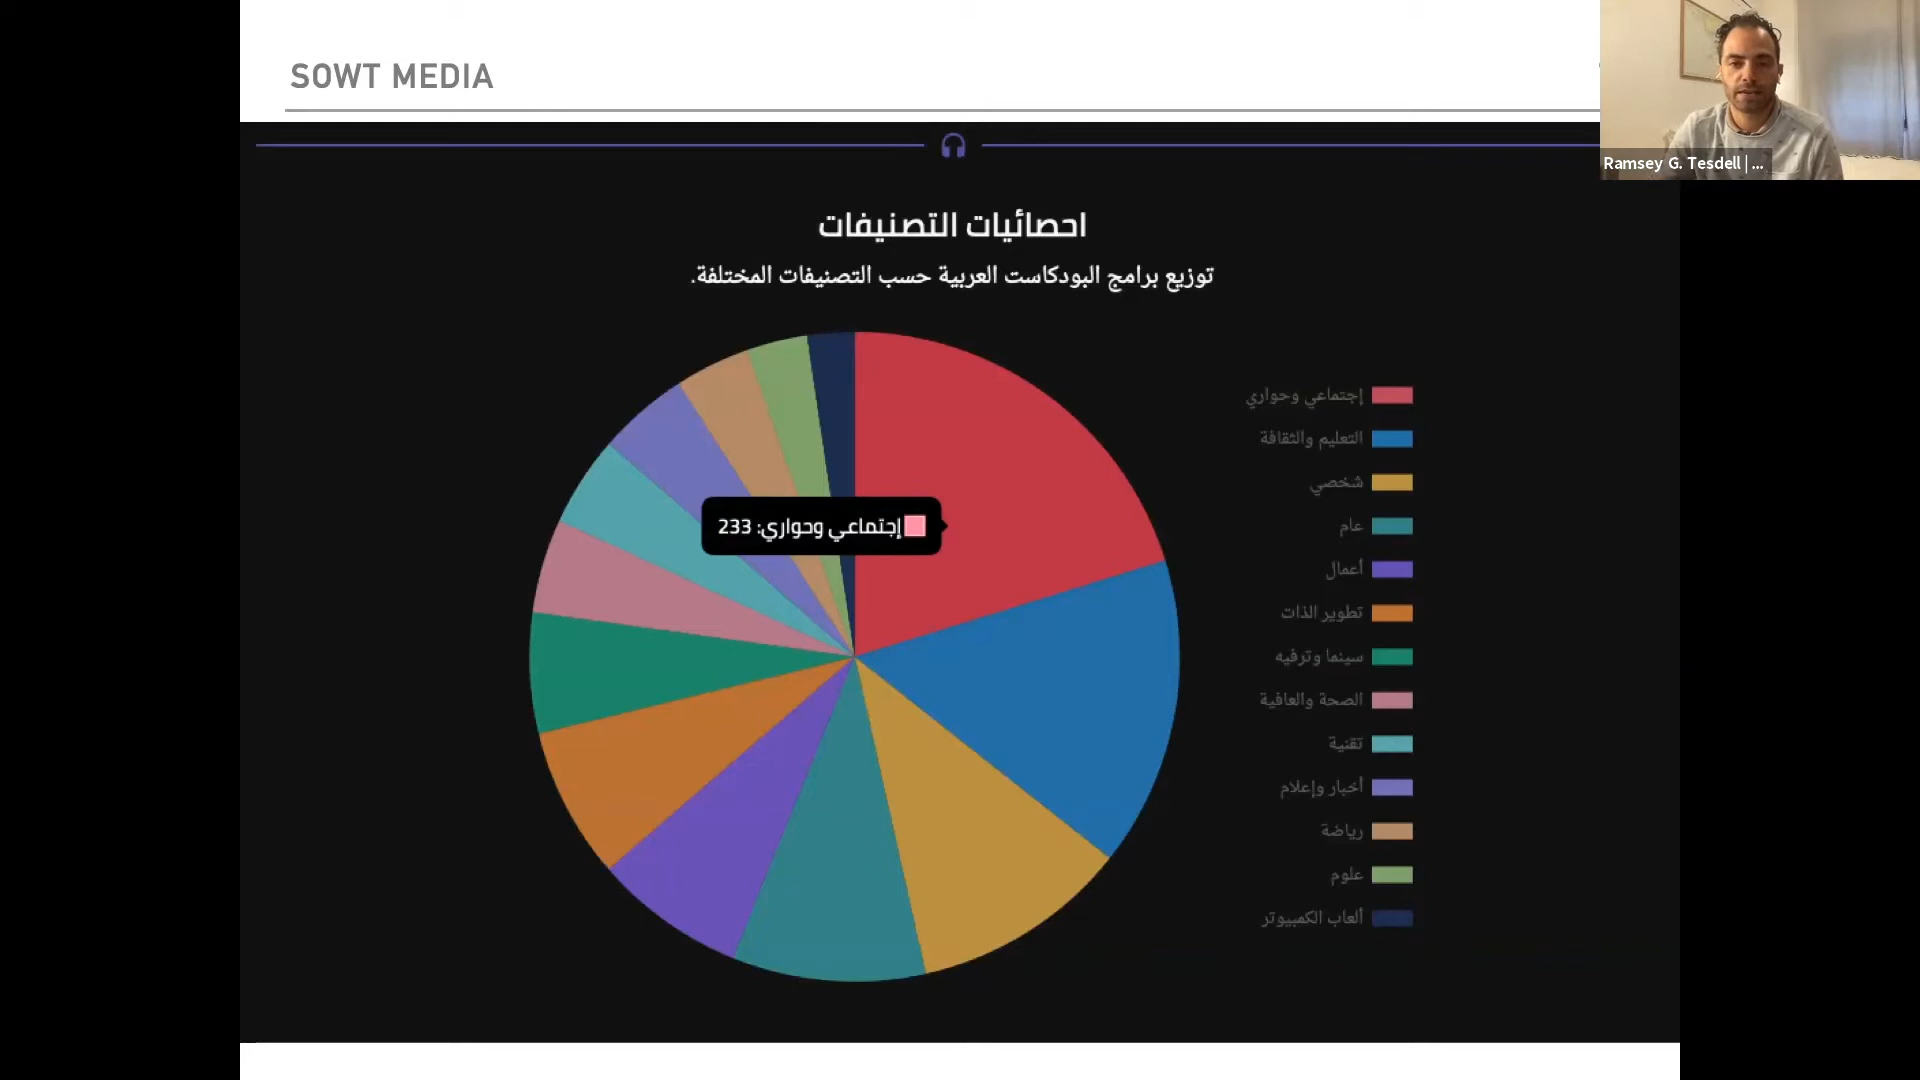 SOWT MEDIA
Ramsey G. Tesdell | ...
احصائيات التصنيفات
توزيع برامج البودكاست العربية حسب التصنيفات المختلفة.
إجتماعي وحواري: 233
إجتماعي وحواري
التعليم والثقافة
شخصي
عام
أعمال
تطوير الذات
سينما وترفيه
الصحة والعافية
تقنية
أخبار وإعلام
رياضة
علوم
ألعاب الكمبيوتر